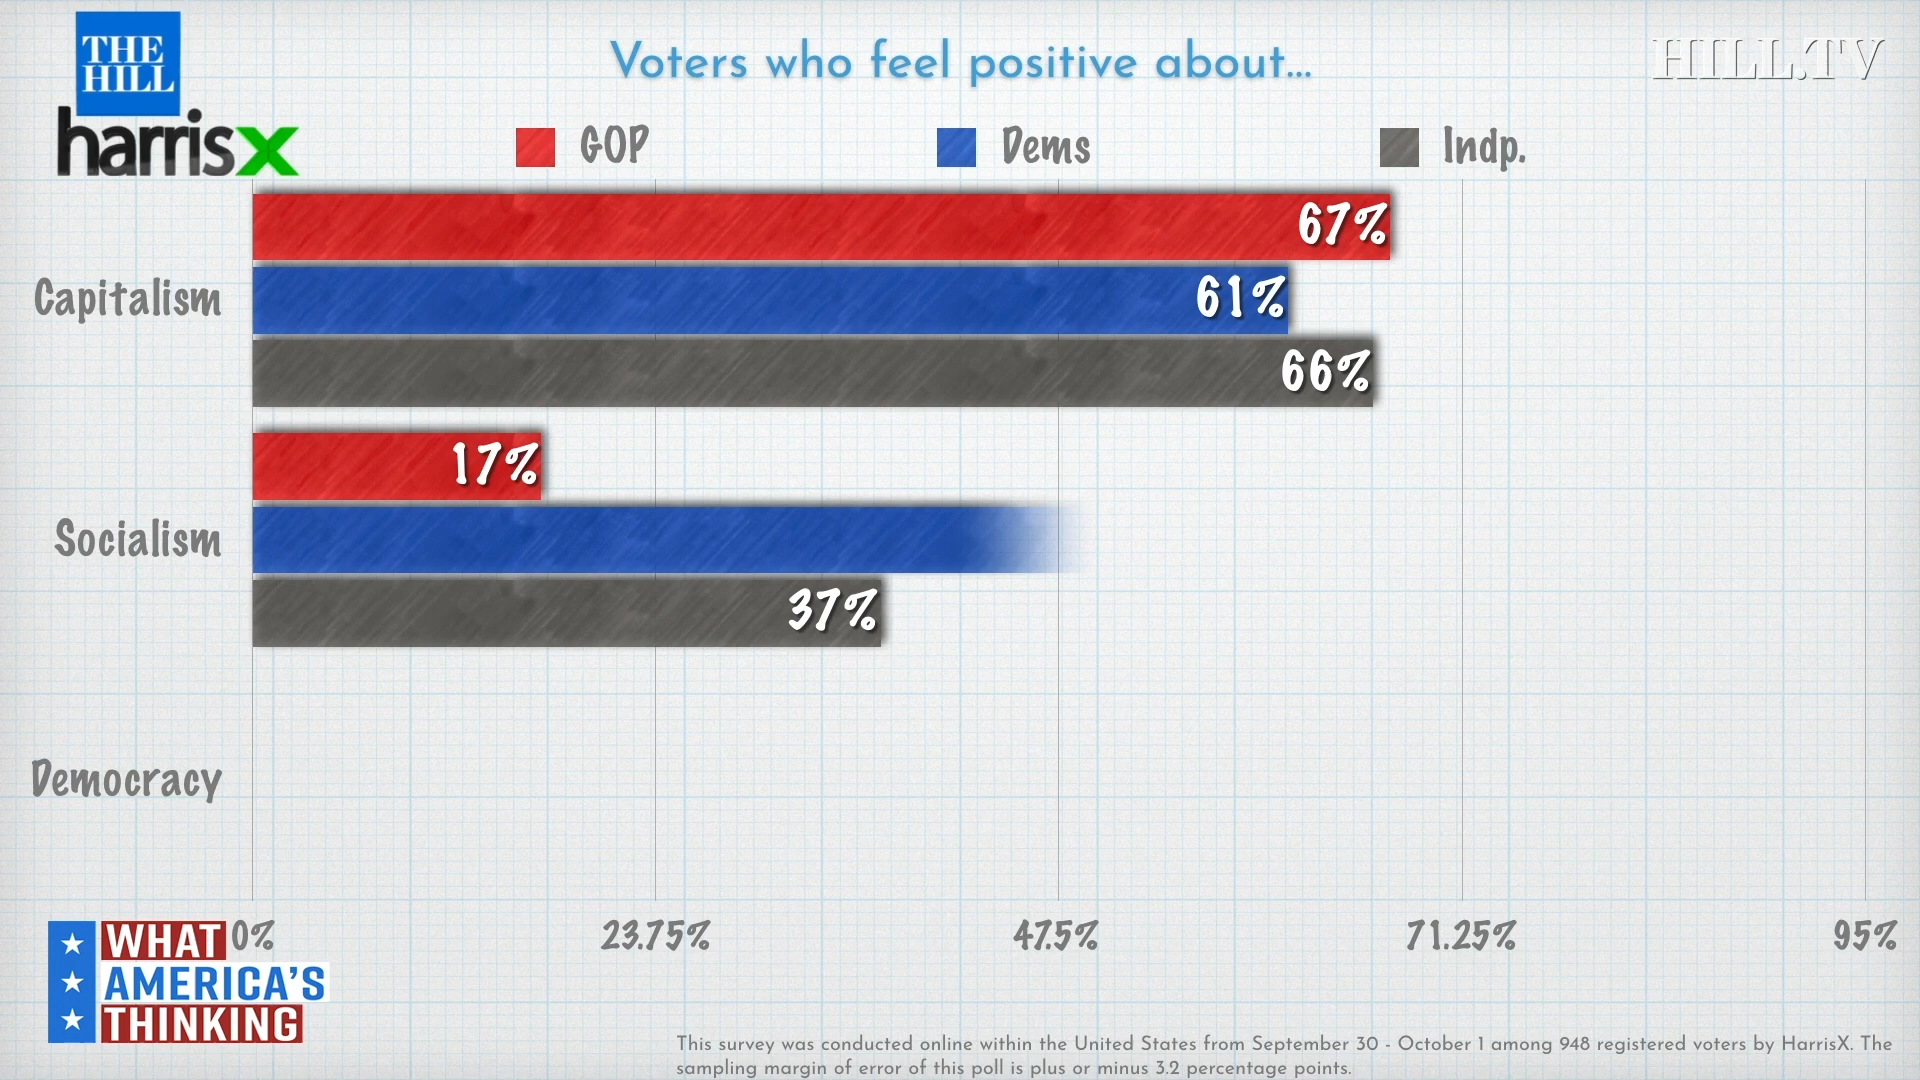 THE
HILL
harrisx
Voters who feel positive about...
HILL.TV
GOP
Dems
Indp.
67%
Capitalism
61%
66%
17%
Socialism
37%
Democracy
0%
23.75%
47.5%
71.25%
95%
WHAT
AMERICA'S
THINKING
This survey was conducted online within the United States from September 30 - October 1 among 948 registered voters by HarrisX. The
sampling margin of error of this poll is plus or minus 3.2 percentage points.